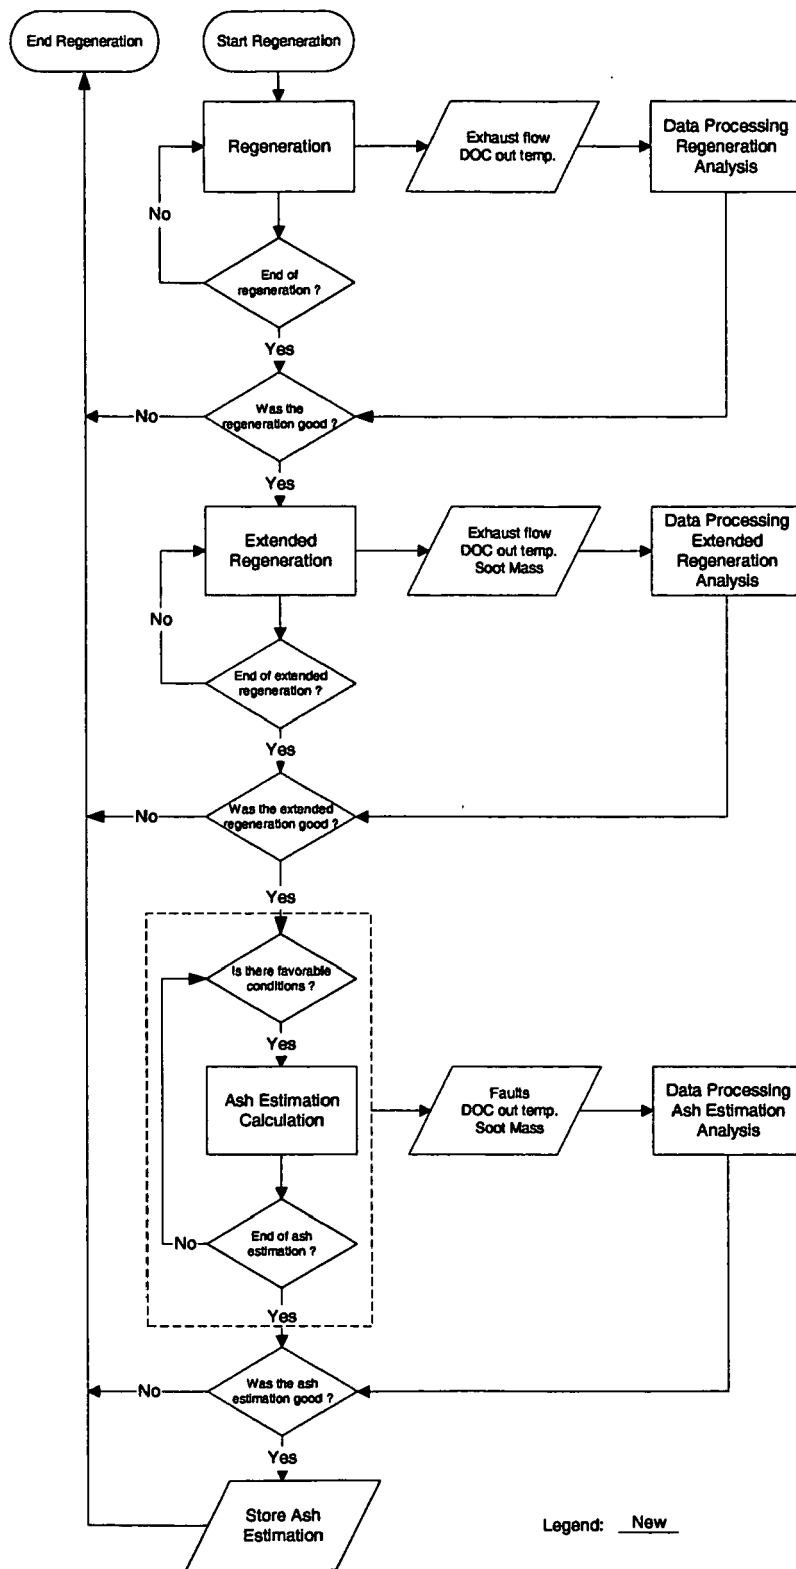 End Regeneration
Start Regeneration
Regeneration
Exhaust flow
DOC out temp.
Data Processing
Regeneration
Analysis
No
End of
regeneration ?
Yes
No
Was the
regeneration good ?
Yes
Extended
Regeneration
Exhaust flow
DOC out temp.
Soot Mass
Data Processing
Extended
Regeneration
Analysis
No
End of extended
regeneration ?
Yes
No
Was the extended
regeneration good ?
Yes
Is there favorable
conditions ?
Yes
Ash Estimation
Calculation
Faults
DOC out temp.
Soot Mass
Data Processing
Ash Estimation
Analysis
No
End of ash
estimation ?
Yes
No
Was the ash
estimation good ?
Yes
Store Ash
Estimation
Legend: New